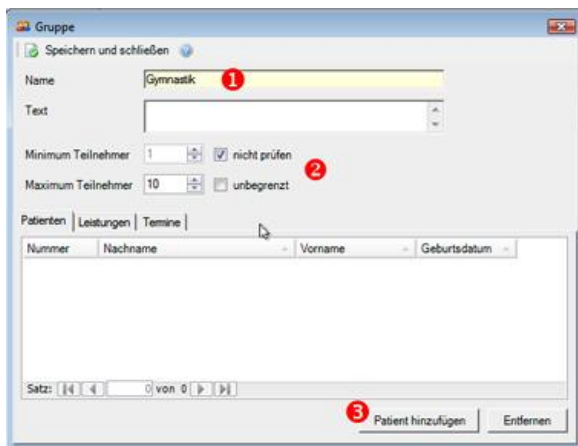 Gruppe
Speichern und schließen
Name Gymnastik 1
Text
Minimum Teilnehmer 1 nicht prüfen
2
Maximum Teilnehmer 10 unbegrenzt
Patienten Leistungen Termine
Nummer Nachname Vorname Geburtsdatum
Satz: 0 von 0
3 Patient hinzufügen Entfernen